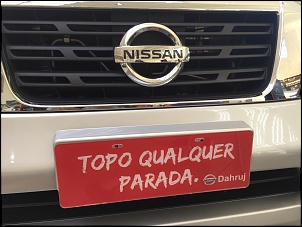 NISSAN
TOPO QUALQUER
PARADA. Dahruj